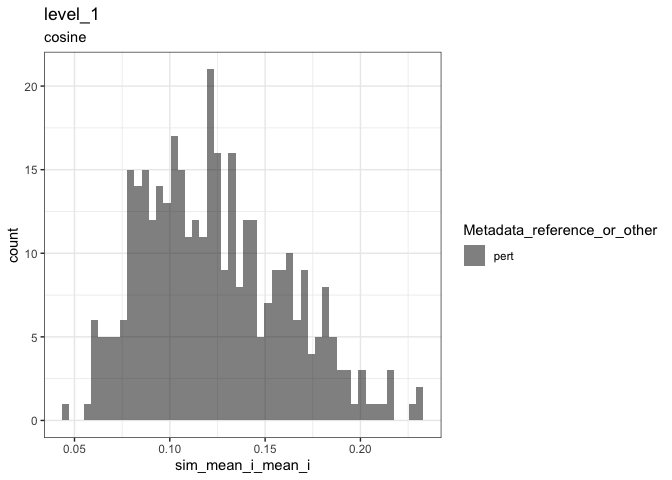 level_1
cosine
20
15
10
5
0
count
0.05
0.10
0.15
0.20
sim_mean_i_mean_i
Metadata_reference_or_other
pert